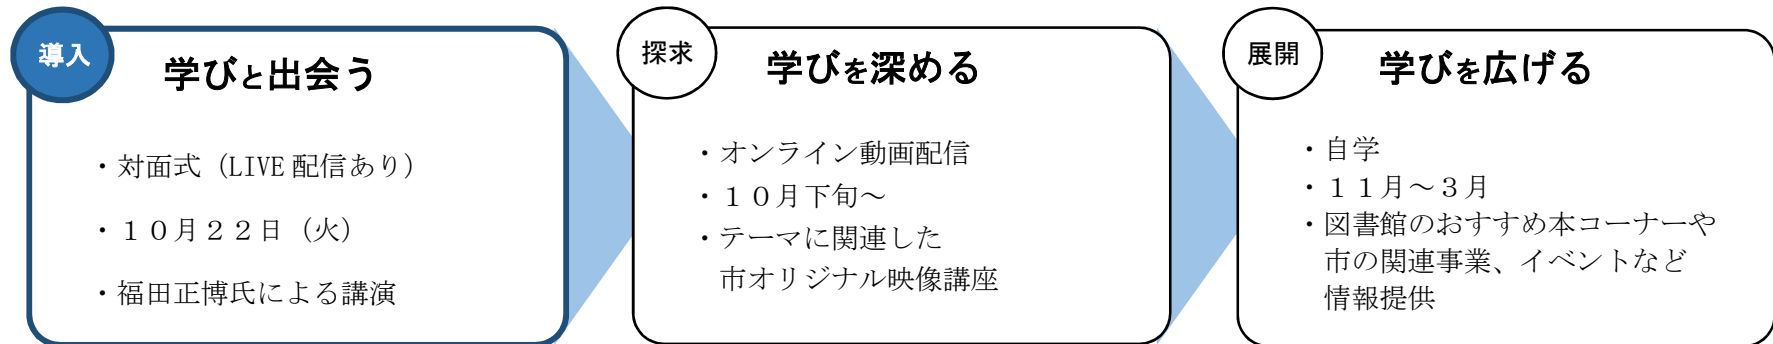 導入
学びと出会う
・対面式（LIVE 配信あり）
・１０月２２日（火）
・福田正博氏による講演
探求
学びを深める
・オンライン動画配信
・１０月下旬～
・テーマに関連した
市オリジナル映像講座
展開
学びを広げる
・自学
・１１月～３月
・図書館のおすすめ本コーナーや
市の関連事業、イベントなど
情報提供